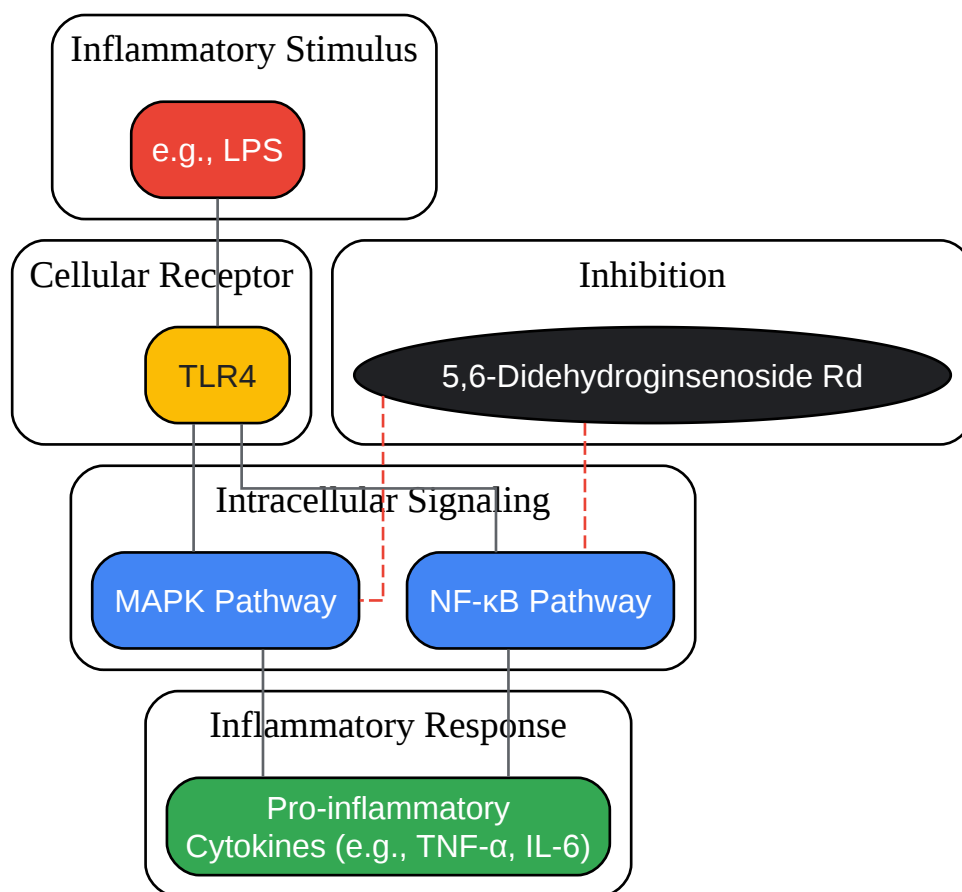 Inflammatory Stimulus
e.g., LPS
Cellular Receptor
TLR4
Inhibition
5,6-Didehydroginsenoside Rd
Intracellular Signaling
MAPK Pathway
NF-κB Pathway
Inflammatory Response
Pro-inflammatory
Cytokines (e.g., TNF-α, IL-6)